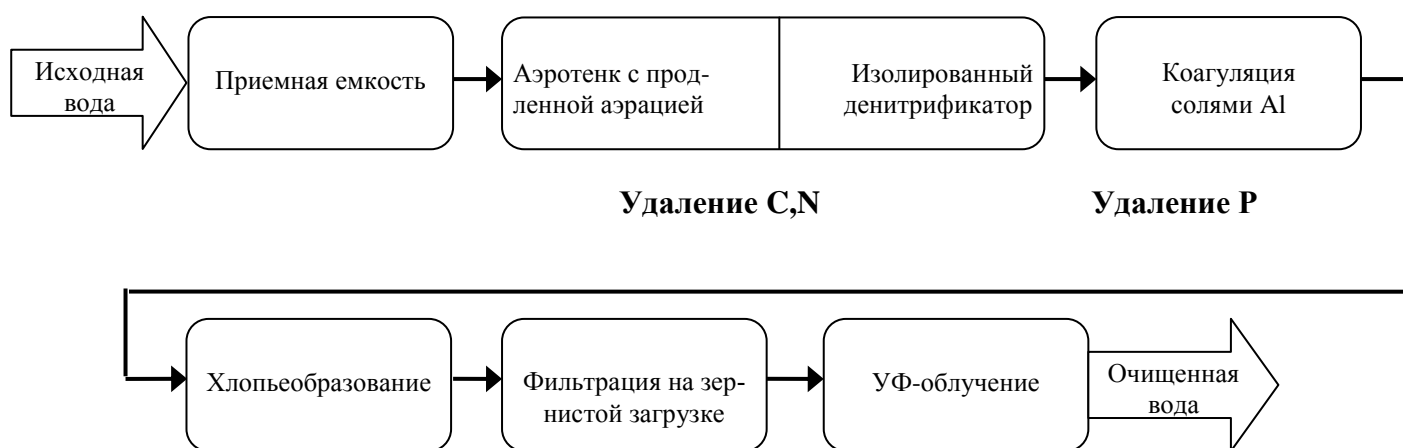 Исходная
вода
Приемная емкость
Аэротенк с прод-
ленной аэрацией
Изолированный
денитрификатор
Коагуляция
солями Al
Удаление C,N
Удаление P
Хлопьеобразование
Фильтрация на зер-
нистой загрузке
УФ-облучение
Очищенная
вода